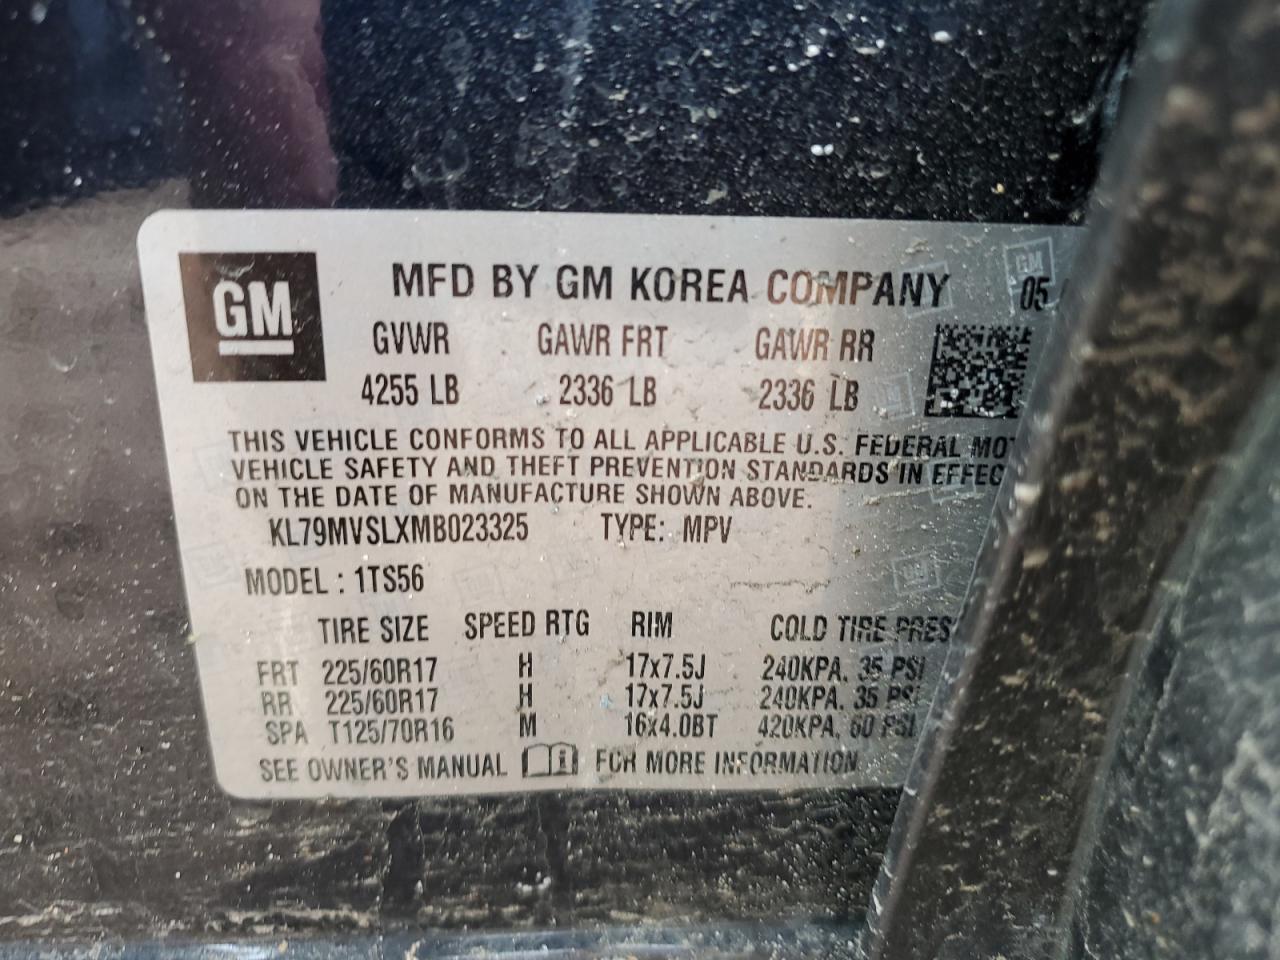 GM
MFD BY GM KOREA COMPANY 05
GVWR GAWR FRT GAWR RR
4255 LB 2336 LB 2336 LB
THIS VEHICLE CONFORMS TO ALL APPLICABLE U.S. FEDERAL MOT
VEHICLE SAFETY AND THEFT PREVENTION STANDARDS IN EFFEC
ON THE DATE OF MANUFACTURE SHOWN ABOVE.
KL79MVSLXMB023325 TYPE: MPV
MODEL : 1TS56
TIRE SIZE SPEED RTG RIM COLD TIRE PRES
FRT 225/60R17 H 17x7.5J 240KPA. 35 PSI
RR 225/60R17 H 17x7.5J 240KPA. 35 PSI
SPA T125/70R16 M 16x4.0BT 420KPA. 60 PSI
SEE OWNER'S MANUAL FOR MORE INFORMATION